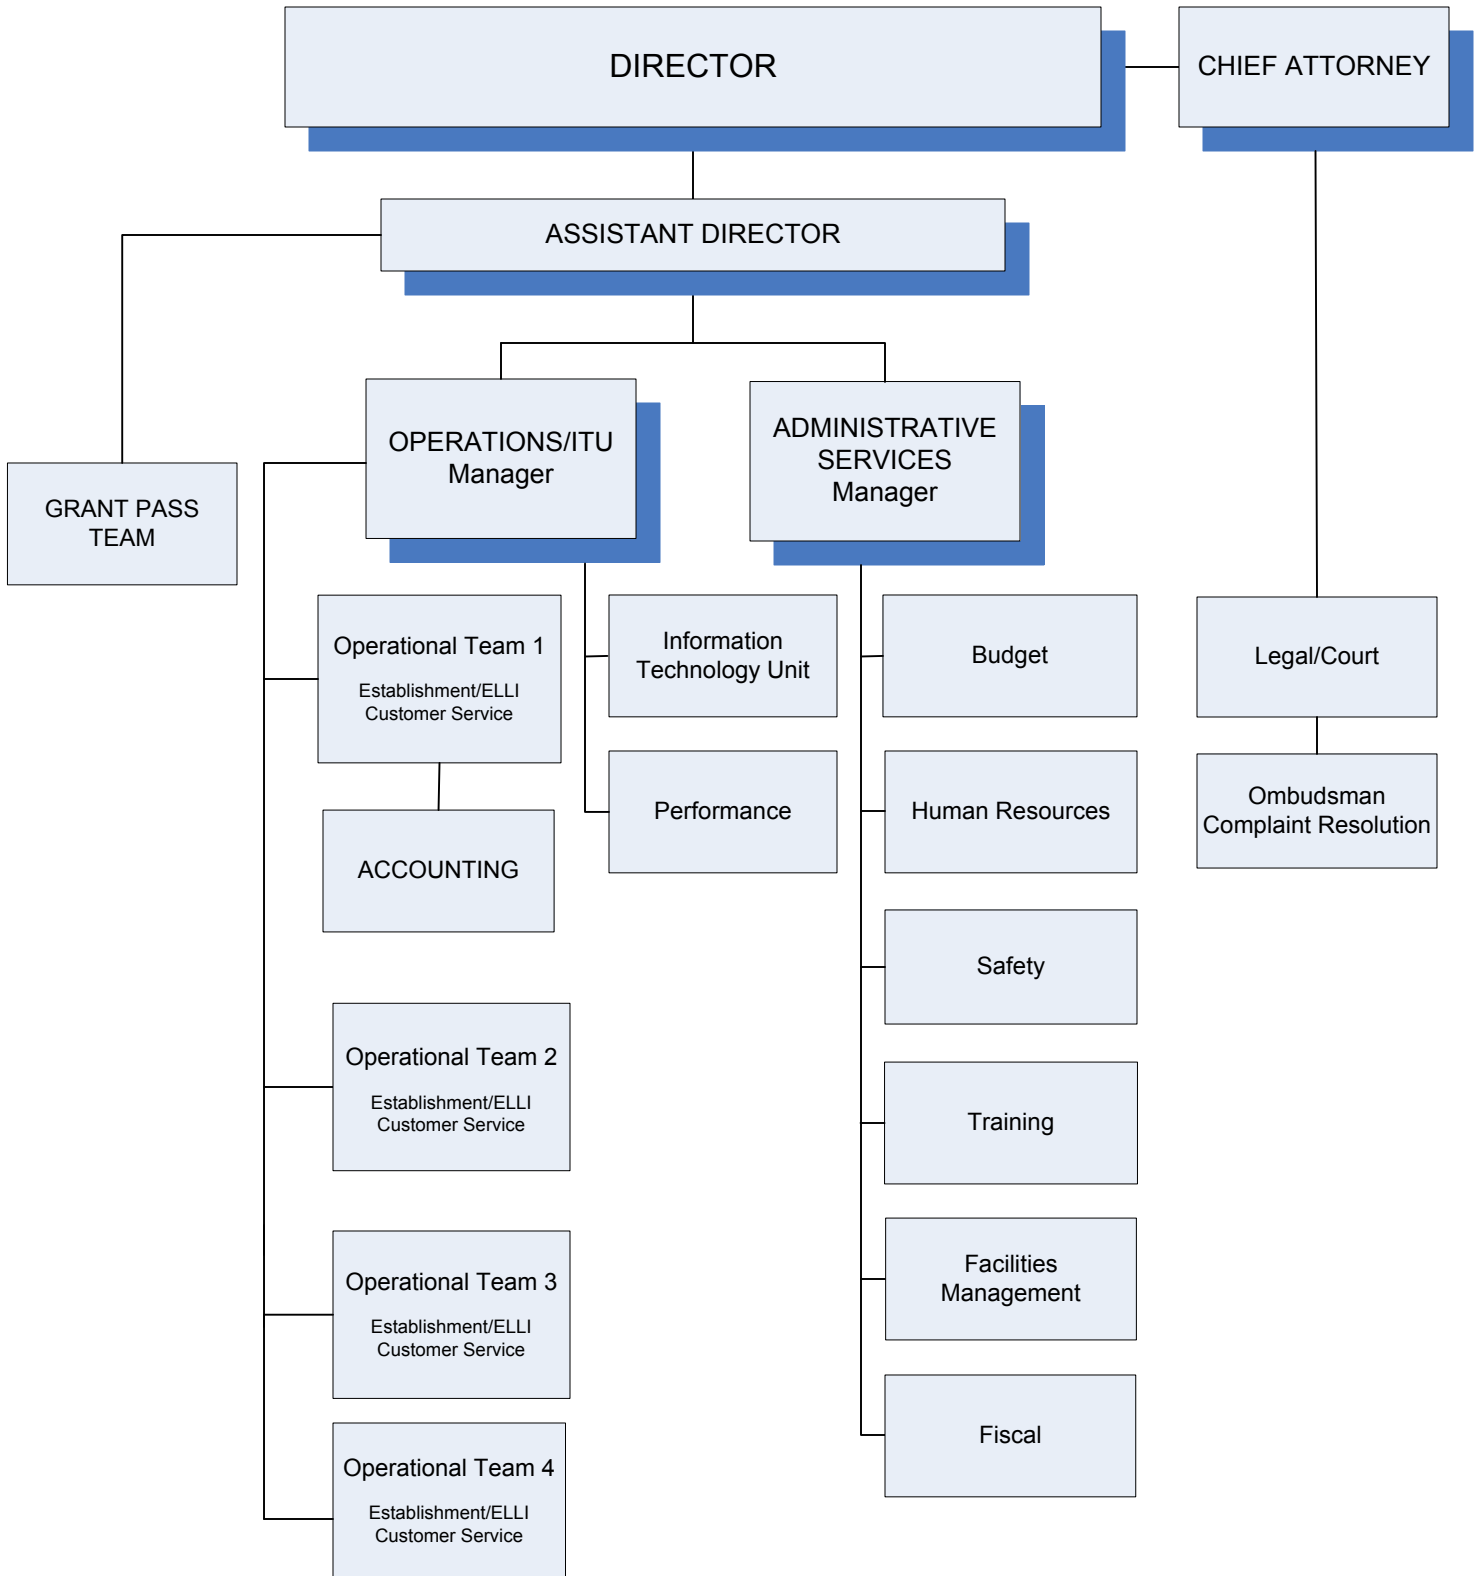 DIRECTOR
CHIEF ATTORNEY
ASSISTANT DIRECTOR
OPERATIONS/ITU
Manager
ADMINISTRATIVE
SERVICES
Manager
GRANT PASS
TEAM
Operational Team 1
Establishment/ELLI
Customer Service
Information
Technology Unit
Budget
Legal/Court
Performance
Human Resources
Ombudsman
Complaint Resolution
ACCOUNTING
Safety
Operational Team 2
Establishment/ELLI
Customer Service
Training
Facilities
Management
Operational Team 3
Establishment/ELLI
Customer Service
Fiscal
Operational Team 4
Establishment/ELLI
Customer Service